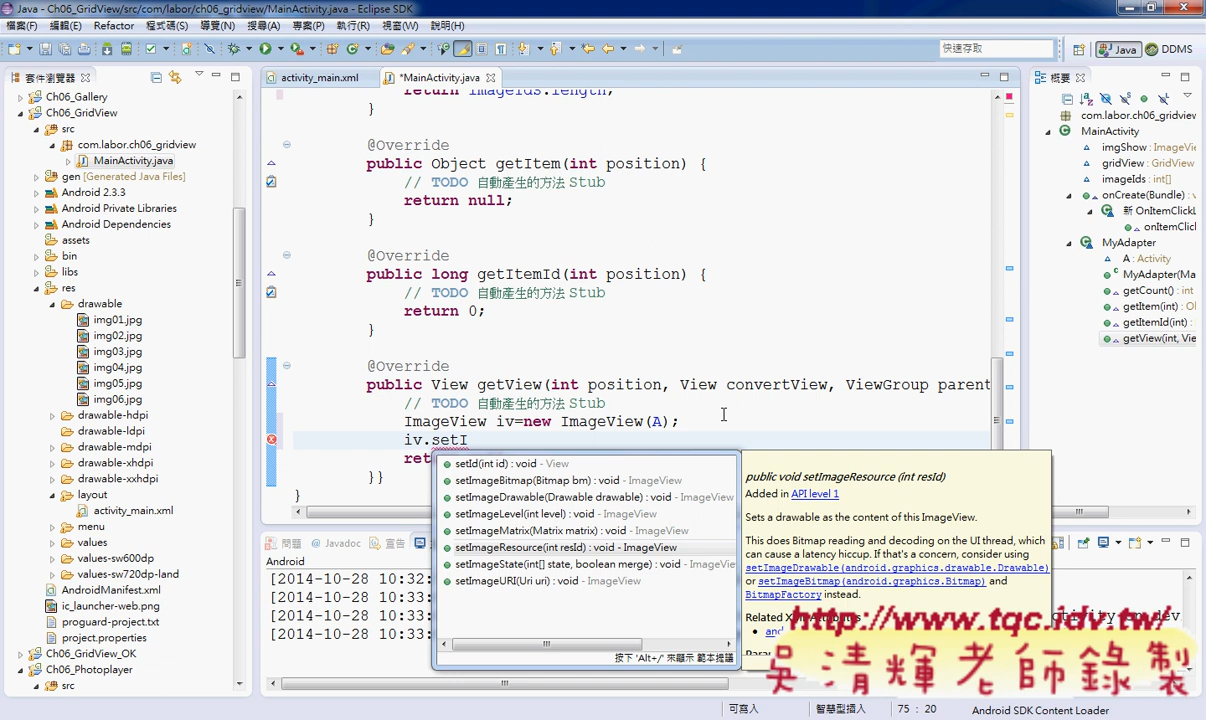 Java - Ch06_GridView/src/com/labor/ch06_gridview/MainActivity.java - Eclipse SDK
檔案(F) 編輯(E) Refactor 程式碼(S) 導覽(N) 搜尋(A) 專案(P) 執行(R) 視窗(W) 說明(H)
快速存取 Java DDMS
套件瀏覽器
Ch06_Gallery
Ch06_GridView
src
com.labor.ch06_gridview
MainActivity.java
gen [Generated Java Files]
Android 2.3.3
Android Private Libraries
Android Dependencies
assets
bin
libs
res
drawable
img01.jpg
img02.jpg
img03.jpg
img04.jpg
img05.jpg
img06.jpg
drawable-hdpi
drawable-ldpi
drawable-mdpi
drawable-xhdpi
drawable-xxhdpi
layout
activity_main.xml
menu
values
values-sw600dp
values-sw720dp-land
AndroidManifest.xml
ic_launcher-web.png
proguard-project.txt
project.properties
Ch06_GridView_OK
Ch06_Photoplayer
src
activity_main.xml *MainActivity.java
return imageIds.length;
}
@Override
public Object getItem(int position) {
// TODO 自動產生的方法 Stub
return null;
}
@Override
public long getItemId(int position) {
// TODO 自動產生的方法 Stub
return 0;
}
@Override
public View getView(int position, View convertView, ViewGroup parent
// TODO 自動產生的方法 Stub
ImageView iv=new ImageView(A);
iv.setI
ret
}}
}
setId(int id) : void - View
setImageBitmap(Bitmap bm) : void - ImageView
setImageDrawable(Drawable drawable) : void - ImageView
setImageLevel(int level) : void - ImageView
setImageMatrix(Matrix matrix) : void - ImageView
setImageResource(int resId) : void - ImageView
setImageState(int[] state, boolean merge) : void - ImageVie
setImageURI(Uri uri) : void - ImageView
按下 'Alt+/' 來顯示 範本提議
public void setImageResource (int resId)
Added in API level 1
Sets a drawable as the content of this ImageView.
This does Bitmap reading and decoding on the UI thread, which
can cause a latency hiccup. If that's a concern, consider using
setImageDrawable(android.graphics.drawable.Drawable)
or setImageBitmap(android.graphics.Bitmap) and
BitmapFactory instead.
Related XML Attributes
問題 Javadoc 宣告
Android
[2014-10-28 10:32:
[2014-10-28 10:33:
[2014-10-28 10:33:
[2014-10-28 10:33:
概要
com.labor.ch06_gridview
MainActivity
imgShow : ImageVie
gridView : GridView
imageIds : int[]
onCreate(Bundle) :
新 OnItemClickL
onItemClick
MyAdapter
A : Activity
MyAdapter(Ma
getCount() : int
getItem(int) : Ol
getItemId(int) :
getView(int, Vie
http://www.tqc.idv.tw/
吳清輝老師錄製
可寫入 智慧型插入 75 : 20 Android SDK Content Loader